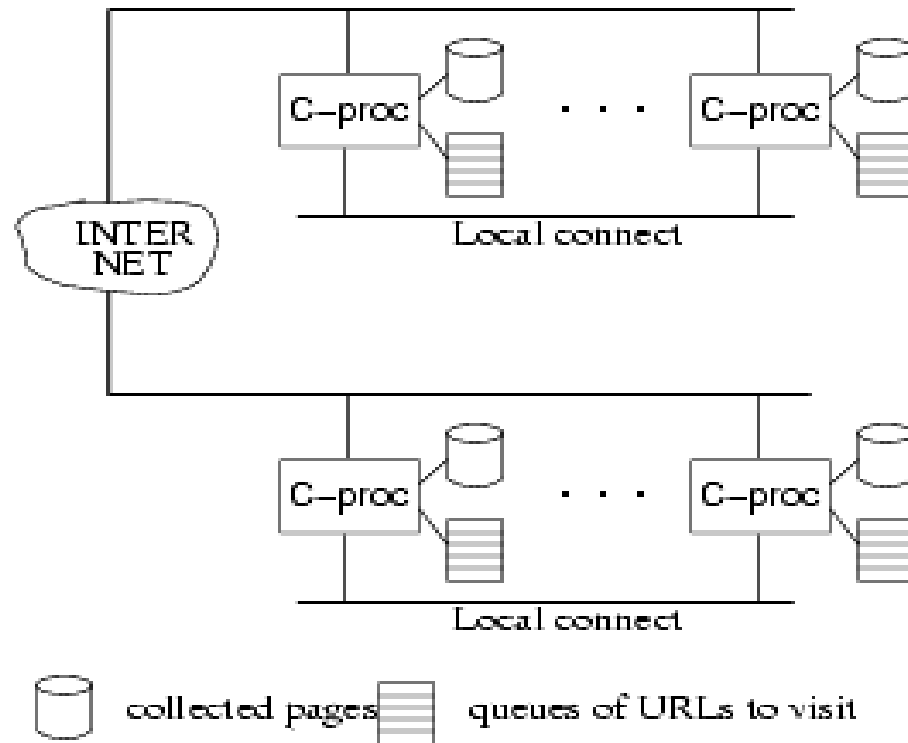 C-proc
C-proc
Local connect
INTER
NET
C-proc
C-proc
Local connect
collected pages
queues of URLs to visit